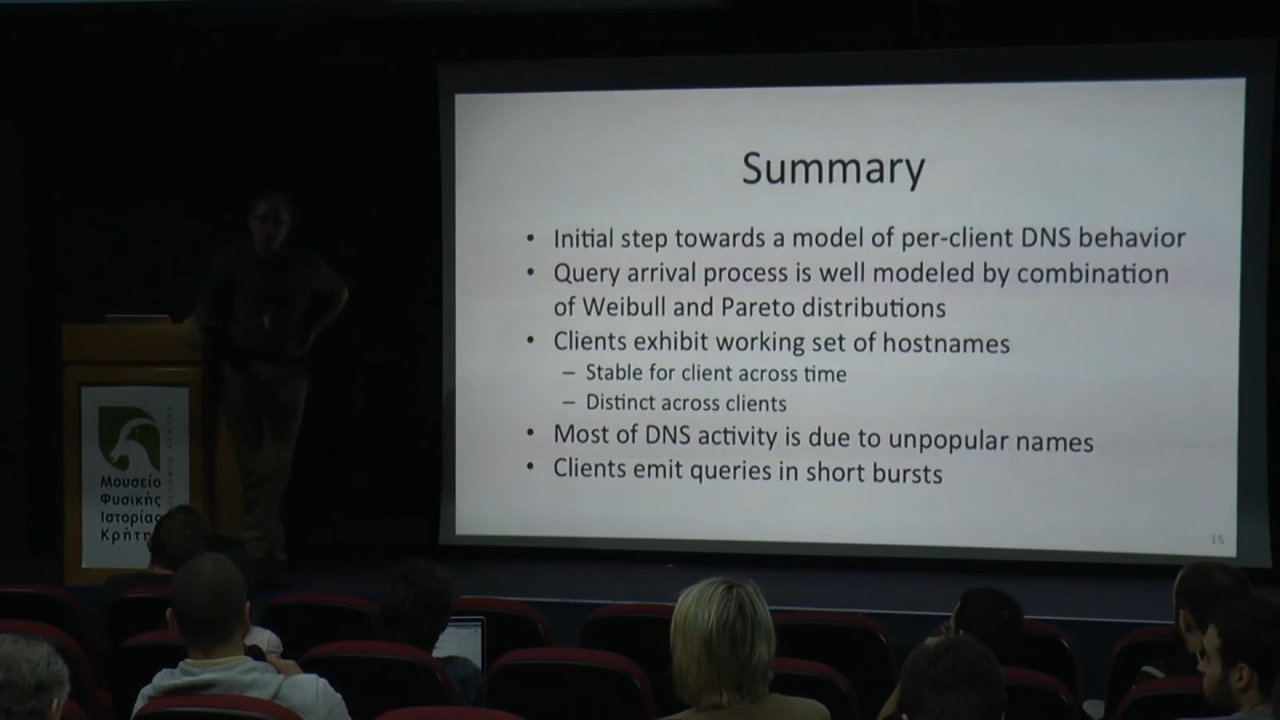 Summary
• Initial step towards a model of per-client DNS behavior
• Query arrival process is well modeled by combination
of Weibull and Pareto distributions
• Clients exhibit working set of hostnames
– Stable for client across time
– Distinct across clients
• Most of DNS activity is due to unpopular names
• Clients emit queries in short bursts
15
Μουσείο
Φυσικής
Ιστορίας
Κρήτη